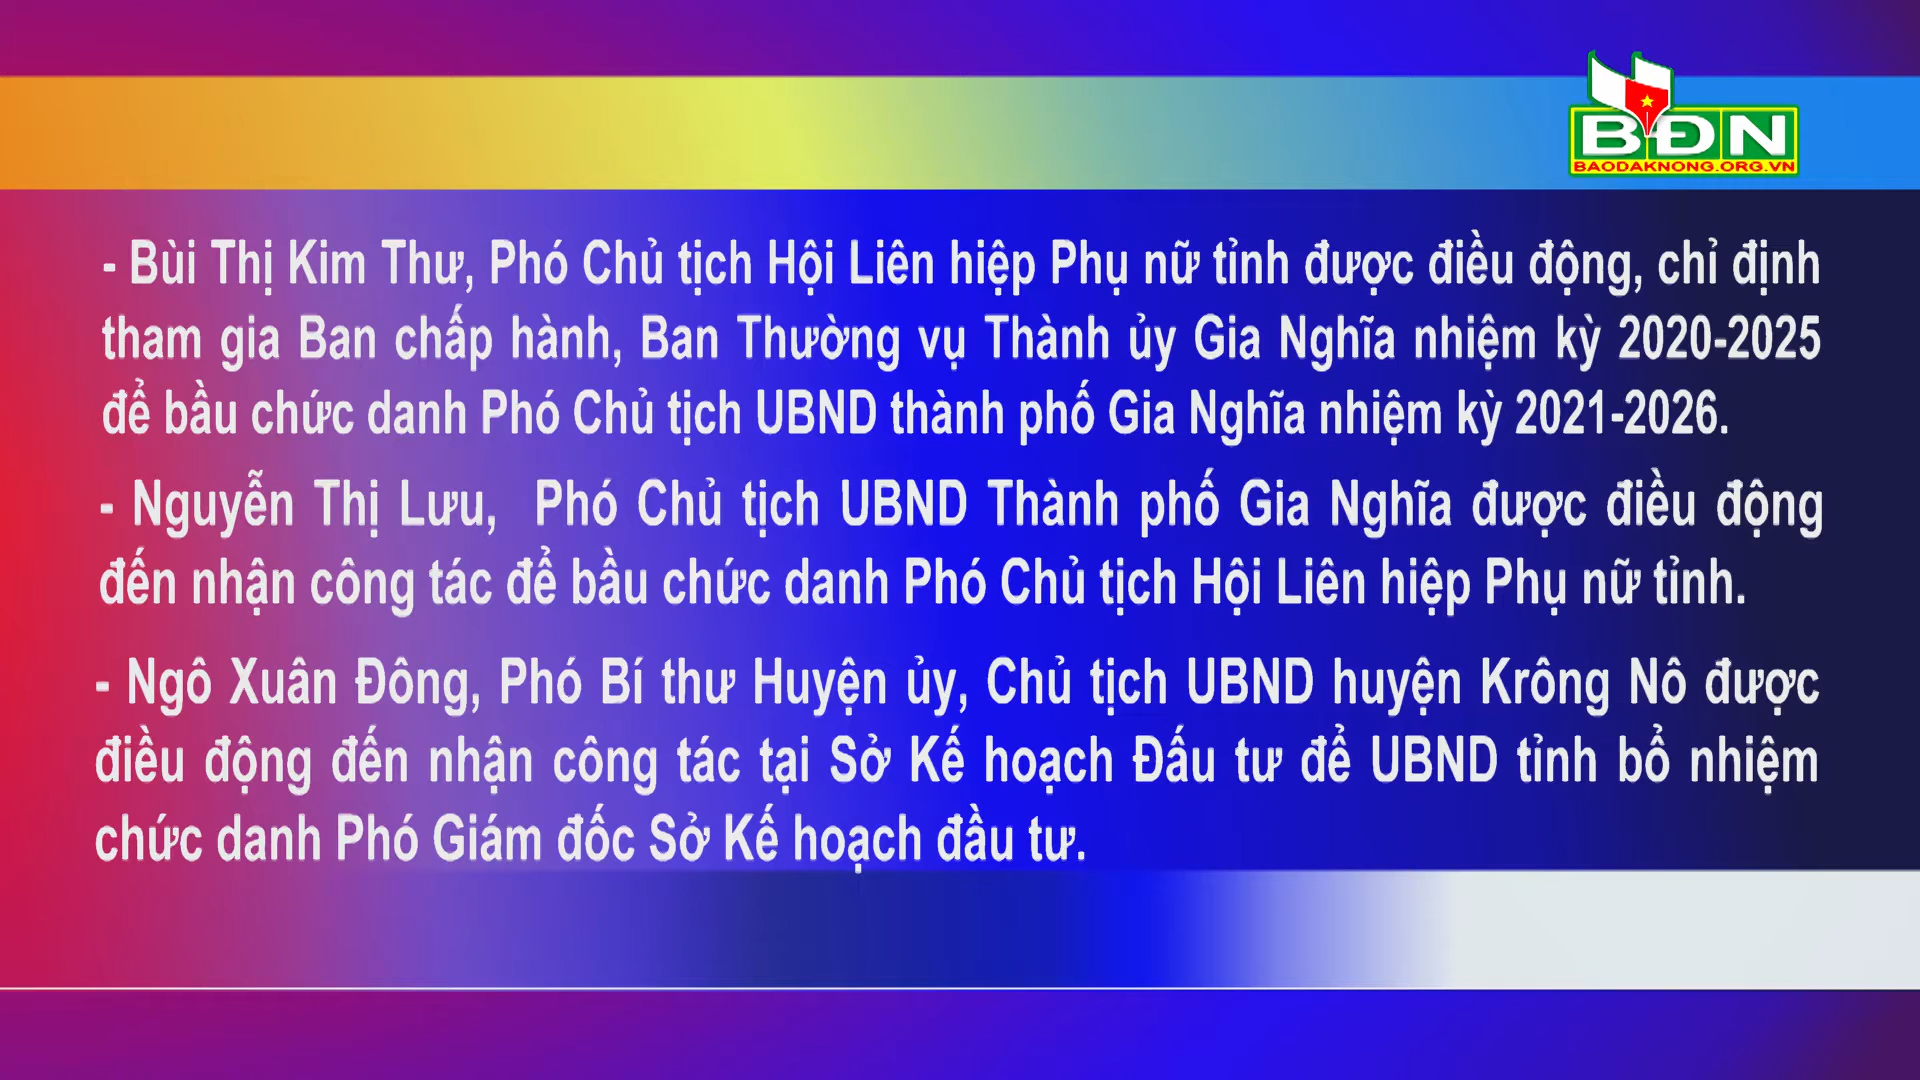 BĐN
BAODAKNONG.ORG.VN
- Bùi Thị Kim Thư, Phó Chủ tịch Hội Liên hiệp Phụ nữ tỉnh được điều động, chỉ định
tham gia Ban chấp hành, Ban Thường vụ Thành ủy Gia Nghĩa nhiệm kỳ 2020-2025
để bầu chức danh Phó Chủ tịch UBND thành phố Gia Nghĩa nhiệm kỳ 2021-2026.
- Nguyễn Thị Lưu, Phó Chủ tịch UBND Thành phố Gia Nghĩa được điều động
đến nhận công tác để bầu chức danh Phó Chủ tịch Hội Liên hiệp Phụ nữ tỉnh.
- Ngô Xuân Đông, Phó Bí thư Huyện ủy, Chủ tịch UBND huyện Krông Nô được
điều động đến nhận công tác tại Sở Kế hoạch Đấu tư để UBND tỉnh bổ nhiệm
chức danh Phó Giám đốc Sở Kế hoạch đầu tư.